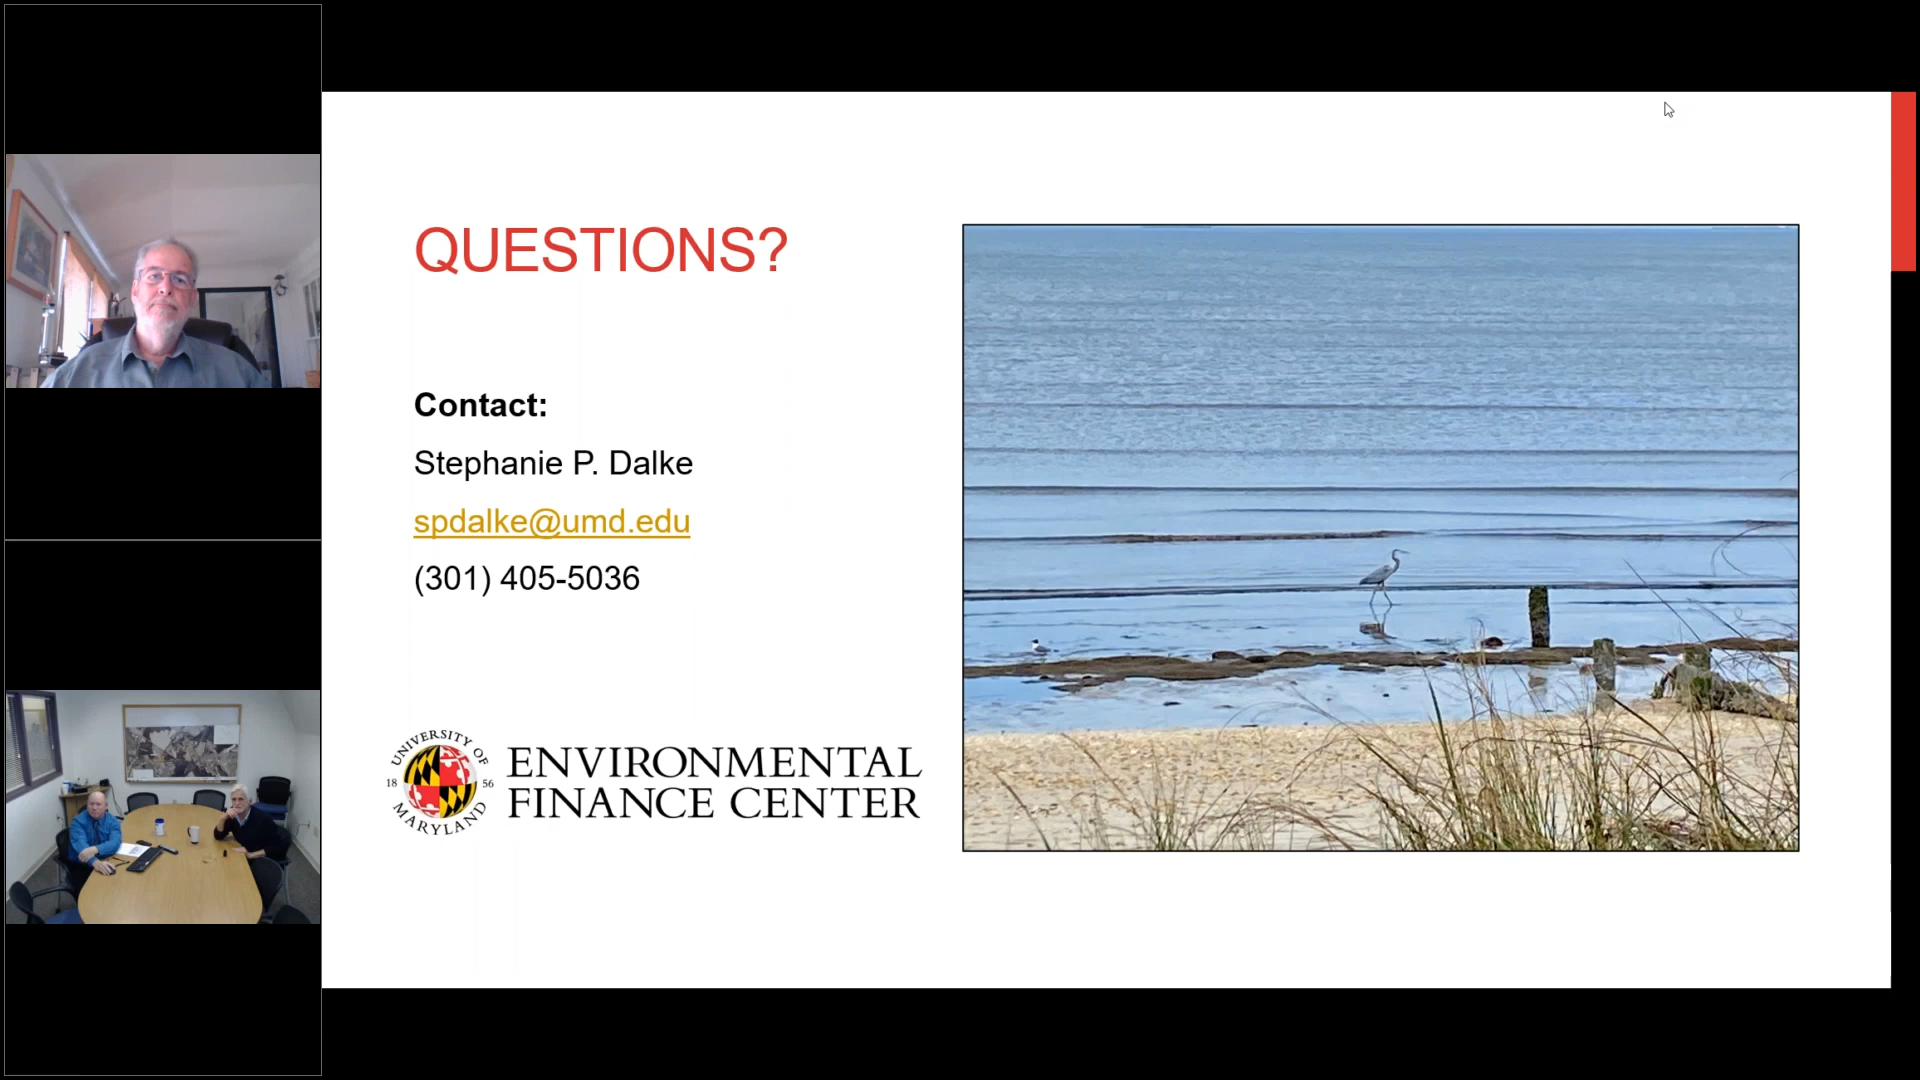 QUESTIONS?
Contact:
Stephanie P. Dalke
spdalke@umd.edu
(301) 405-5036
UNIVERSITY OF
18 56
MARYLAND
ENVIRONMENTAL
FINANCE CENTER